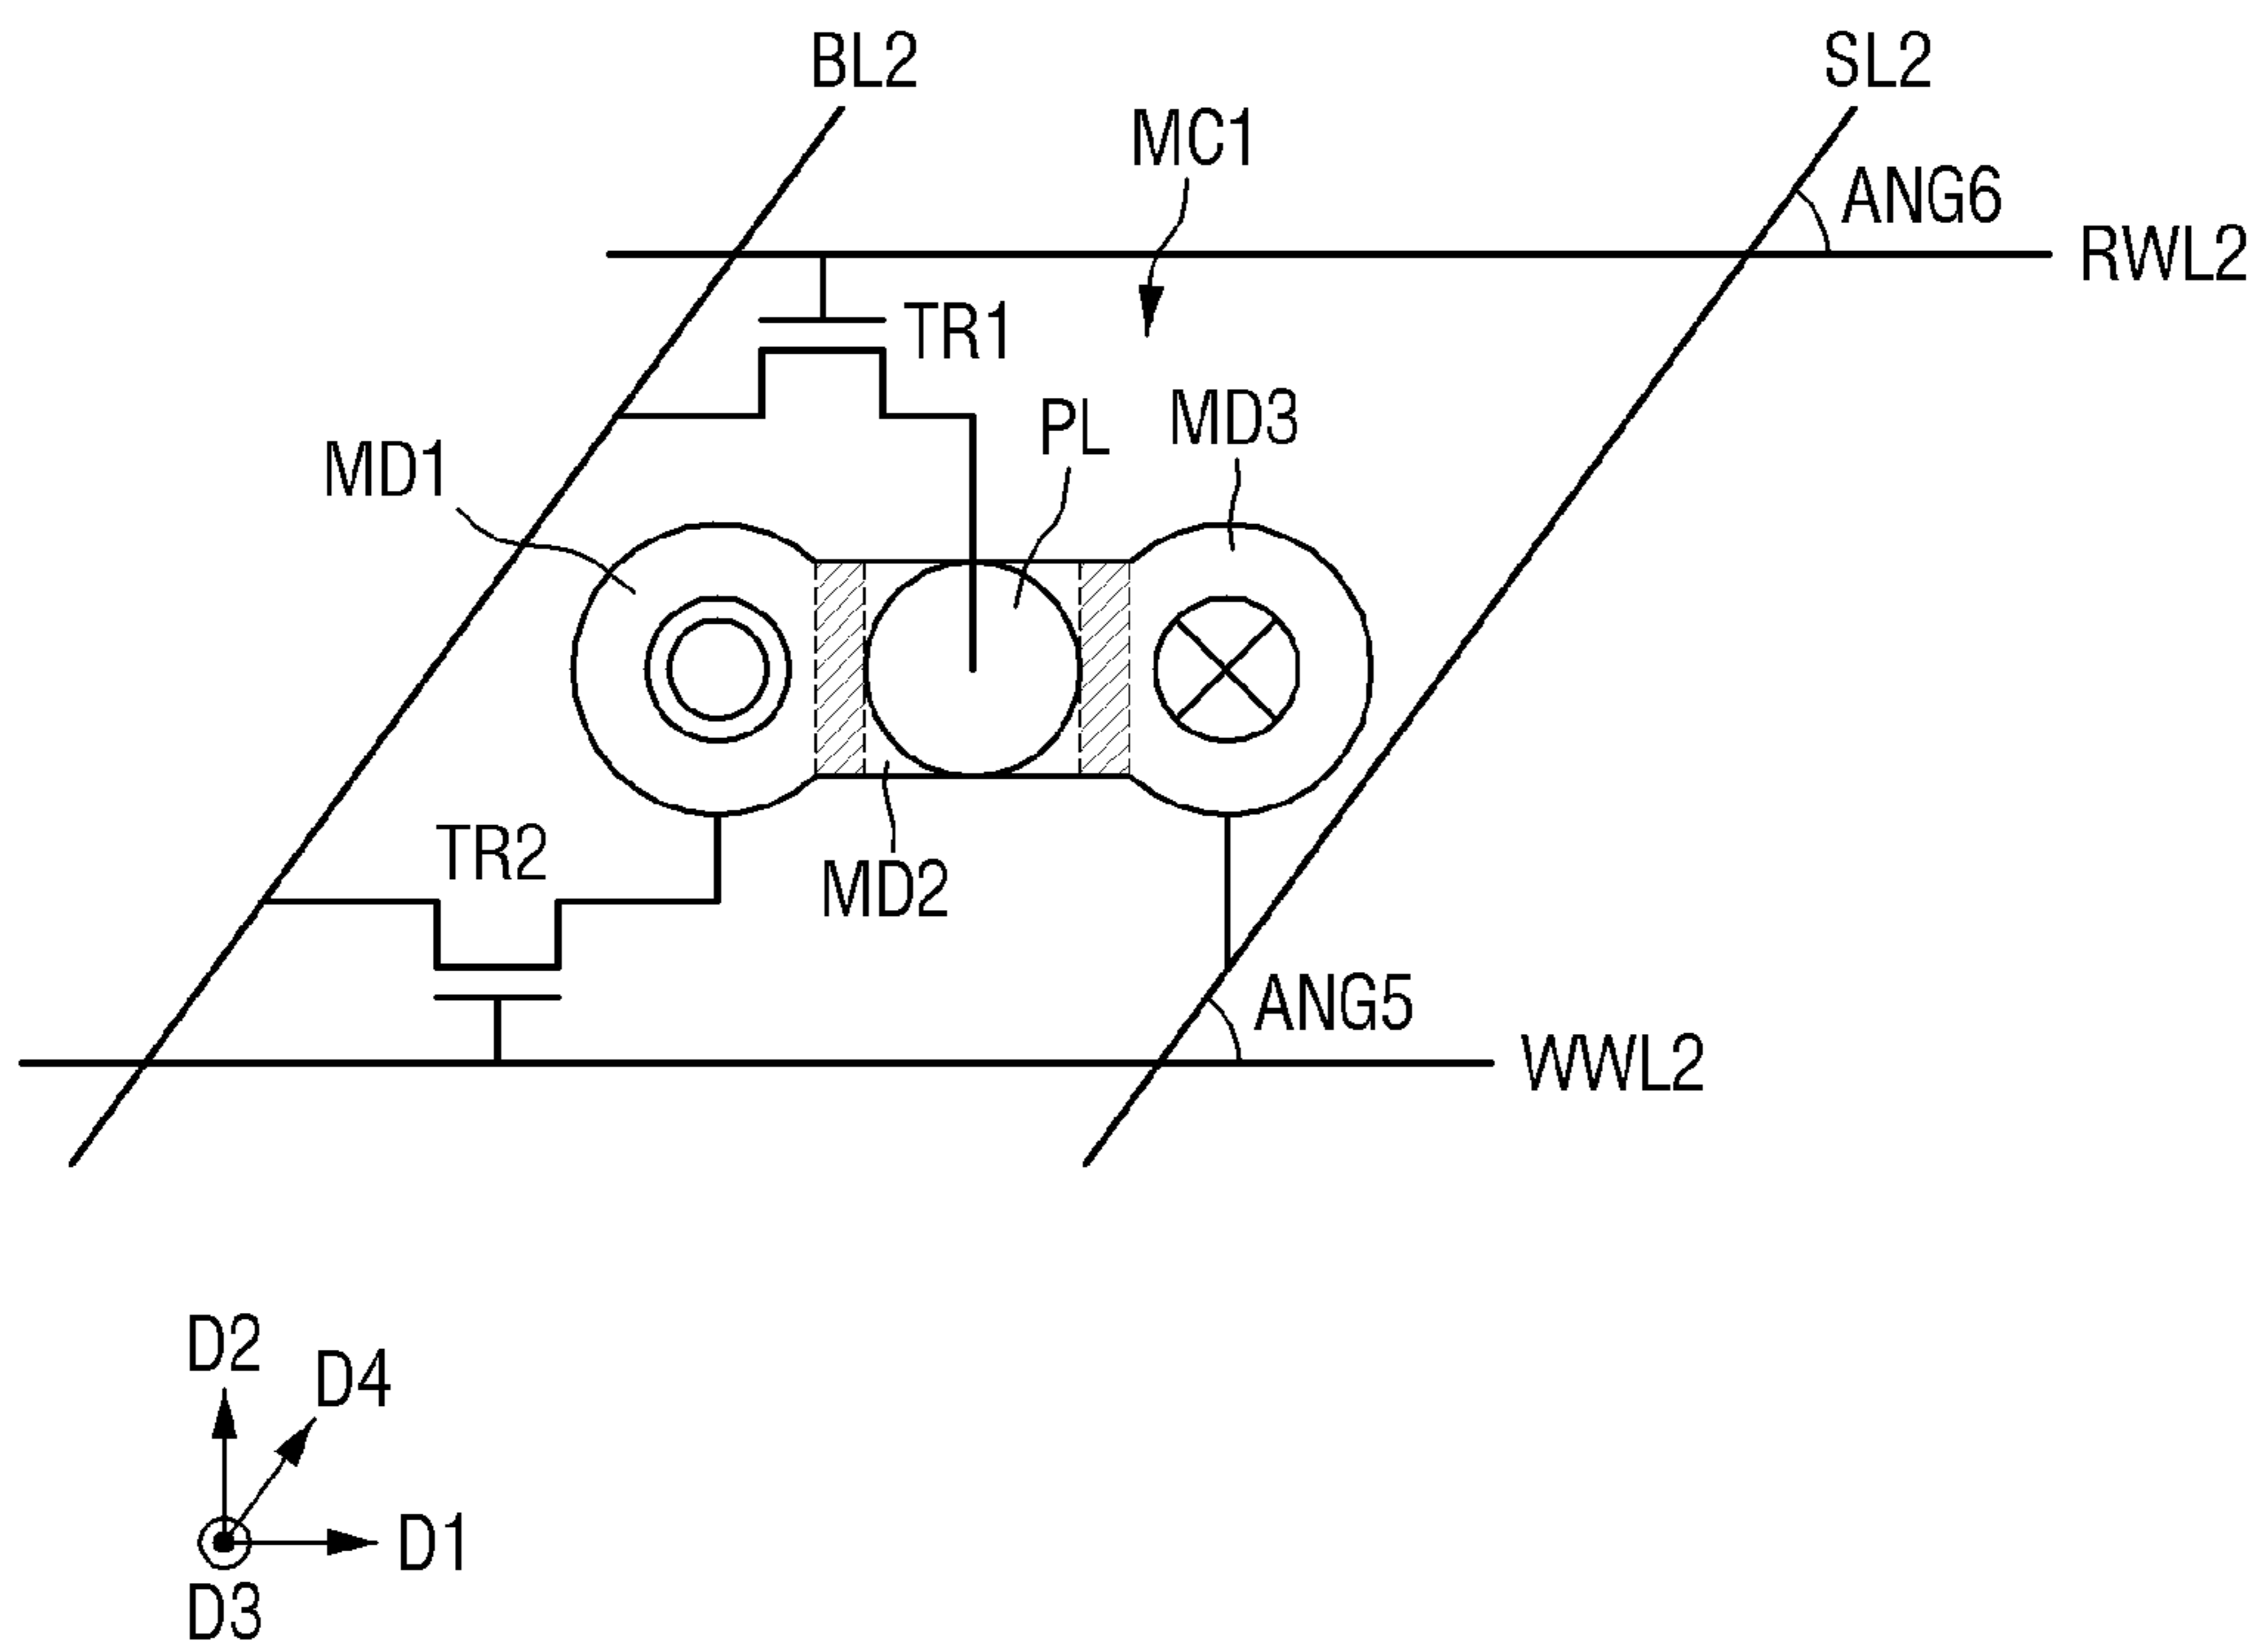 BL2
SL2
MC1
ANG6
RWL2
TR1
PL
MD3
MD1
TR2
MD2
ANG5
WWL2
D2
D4
D1
D3